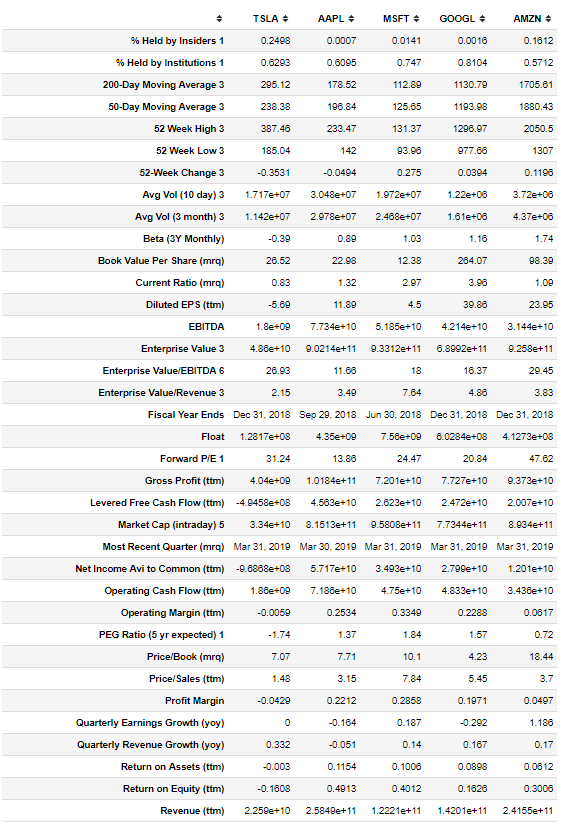 TSLA AAPL MSFT GOOGL AMZN
% Held by Insiders 1 0.2498 0.0007 0.0141 0.0016 0.1612
% Held by Institutions 1 0.6293 0.6095 0.747 0.8104 0.5712
200-Day Moving Average 3 295.12 178.52 112.89 1130.79 1705.61
50-Day Moving Average 3 238.38 196.84 125.65 1193.98 1880.43
52 Week High 3 387.46 233.47 131.37 1296.97 2050.5
52 Week Low 3 185.04 142 93.96 977.66 1307
52-Week Change 3 -0.3531 -0.0494 0.275 0.0394 0.1196
Avg Vol (10 day) 3 1.717e+07 3.048e+07 1.972e+07 1.22e+06 3.72e+06
Avg Vol (3 month) 3 1.142e+07 2.978e+07 2.468e+07 1.61e+06 4.37e+06
Beta (3Y Monthly) -0.39 0.89 1.03 1.16 1.74
Book Value Per Share (mrq) 26.52 22.98 12.38 264.07 98.39
Current Ratio (mrq) 0.83 1.32 2.97 3.96 1.09
Diluted EPS (ttm) -5.69 11.89 4.5 39.86 23.95
EBITDA 1.8e+09 7.734e+10 5.185e+10 4.214e+10 3.144e+10
Enterprise Value 3 4.86e+10 9.0214e+11 9.3312e+11 6.8992e+11 9.258e+11
Enterprise Value/EBITDA 6 26.93 11.66 18 16.37 29.45
Enterprise Value/Revenue 3 2.15 3.49 7.64 4.86 3.83
Fiscal Year Ends Dec 31, 2018 Sep 29, 2018 Jun 30, 2018 Dec 31, 2018 Dec 31, 2018
Float 1.2817e+08 4.35e+09 7.56e+09 6.0284e+08 4.1273e+08
Forward P/E 1 31.24 13.86 24.47 20.84 47.62
Gross Profit (ttm) 4.04e+09 1.0184e+11 7.201e+10 7.727e+10 9.373e+10
Levered Free Cash Flow (ttm) -4.9458e+08 4.563e+10 2.623e+10 2.472e+10 2.007e+10
Market Cap (intraday) 5 3.34e+10 8.1513e+11 9.5808e+11 7.7344e+11 8.934e+11
Most Recent Quarter (mrq) Mar 31, 2019 Mar 30, 2019 Mar 31, 2019 Mar 31, 2019 Mar 31, 2019
Net Income Avi to Common (ttm) -9.6868e+08 5.717e+10 3.493e+10 2.799e+10 1.201e+10
Operating Cash Flow (ttm) 1.86e+09 7.186e+10 4.75e+10 4.833e+10 3.436e+10
Operating Margin (ttm) -0.0059 0.2534 0.3349 0.2288 0.0617
PEG Ratio (5 yr expected) 1 -1.74 1.37 1.84 1.57 0.72
Price/Book (mrq) 7.07 7.71 10.1 4.23 18.44
Price/Sales (ttm) 1.48 3.15 7.84 5.45 3.7
Profit Margin -0.0429 0.2212 0.2858 0.1971 0.0497
Quarterly Earnings Growth (yoy) 0 -0.164 0.187 -0.292 1.186
Quarterly Revenue Growth (yoy) 0.332 -0.051 0.14 0.167 0.17
Return on Assets (ttm) -0.003 0.1154 0.1006 0.0898 0.0612
Return on Equity (ttm) -0.1608 0.4913 0.4012 0.1626 0.3006
Revenue (ttm) 2.259e+10 2.5849e+11 1.2221e+11 1.4201e+11 2.4155e+11